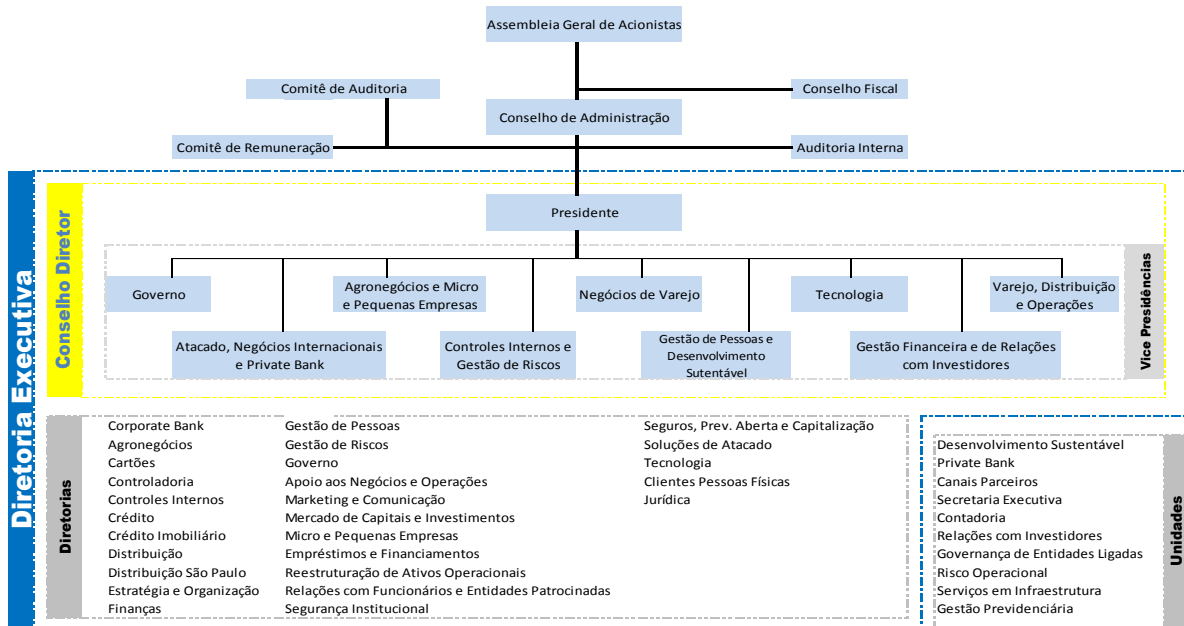 Assembleia Geral de Acionistas
Comitê de Auditoria
Conselho Fiscal
Conselho de Administração
Comitê de Remuneração
Auditoria Interna
Diretoria Executiva
Conselho Diretor
Presidente
Vice Presidências
Governo
Agronegócios e Micro
e Pequenas Empresas
Negócios de Varejo
Tecnologia
Varejo, Distribuição
e Operações
Atacado, Negócios Internacionais
e Private Bank
Controles Internos e
Gestão de Riscos
Gestão de Pessoas e
Desenvolvimento
Sutentável
Gestão Financeira e de Relações
com Investidores
Diretorias
Corporate Bank
Agronegócios
Cartões
Controladoria
Controles Internos
Crédito
Crédito Imobiliário
Distribuição
Distribuição São Paulo
Estratégia e Organização
Finanças
Gestão de Pessoas
Gestão de Riscos
Governo
Apoio aos Negócios e Operações
Marketing e Comunicação
Mercado de Capitais e Investimentos
Micro e Pequenas Empresas
Empréstimos e Financiamentos
Reestruturação de Ativos Operacionais
Relações com Funcionários e Entidades Patrocinadas
Segurança Institucional
Seguros, Prev. Aberta e Capitalização
Soluções de Atacado
Tecnologia
Clientes Pessoas Físicas
Jurídica
Desenvolvimento Sustentável
Private Bank
Canais Parceiros
Secretaria Executiva
Contadoria
Relações com Investidores
Governança de Entidades Ligadas
Risco Operacional
Serviços em Infraestrutura
Gestão Previdenciária
Unidades